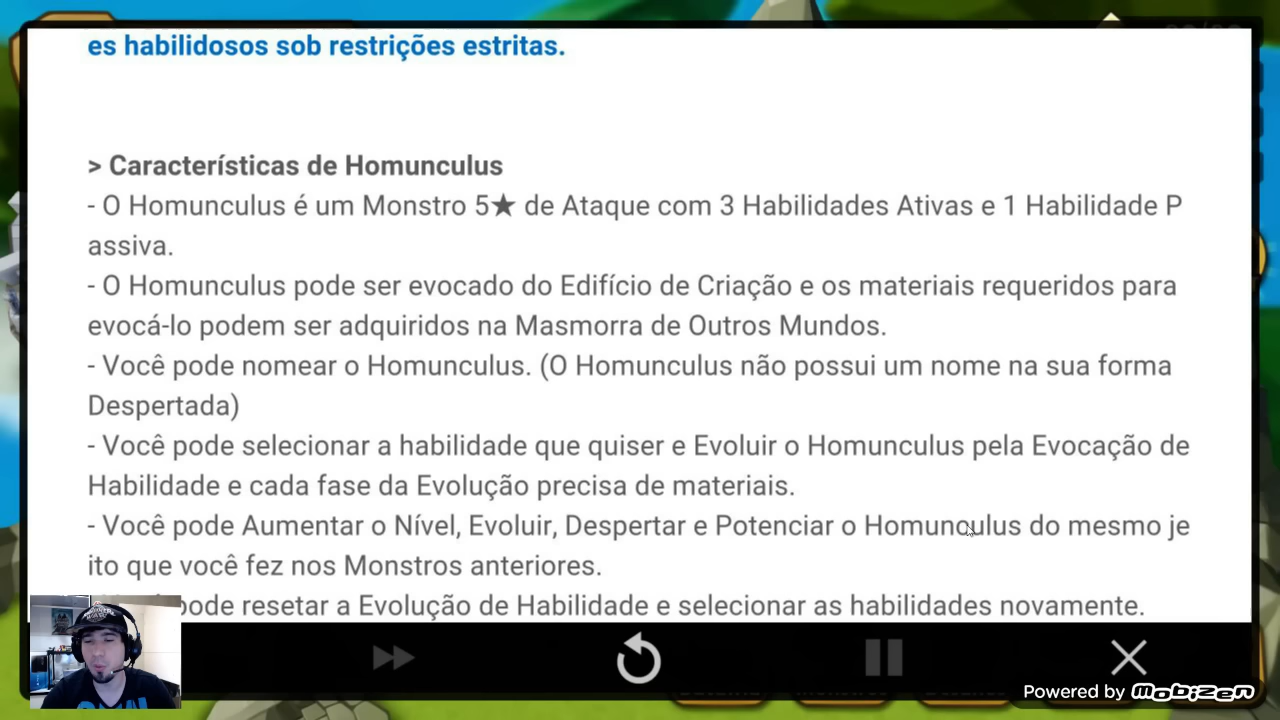 es habilidosos sob restrições estritas.
> Características de Homunculus
- O Homunculus é um Monstro 5★ de Ataque com 3 Habilidades Ativas e 1 Habilidade P
assiva.
- O Homunculus pode ser evocado do Edifício de Criação e os materiais requeridos para
evocá-lo podem ser adquiridos na Masmorra de Outros Mundos.
- Você pode nomear o Homunculus. (O Homunculus não possui um nome na sua forma
Despertada)
- Você pode selecionar a habilidade que quiser e Evoluir o Homunculus pela Evocação de
Habilidade e cada fase da Evolução precisa de materiais.
- Você pode Aumentar o Nível, Evoluir, Despertar e Potenciar o Homunculus do mesmo je
ito que você fez nos Monstros anteriores.
pode resetar a Evolução de Habilidade e selecionar as habilidades novamente.
Powered by mobizen